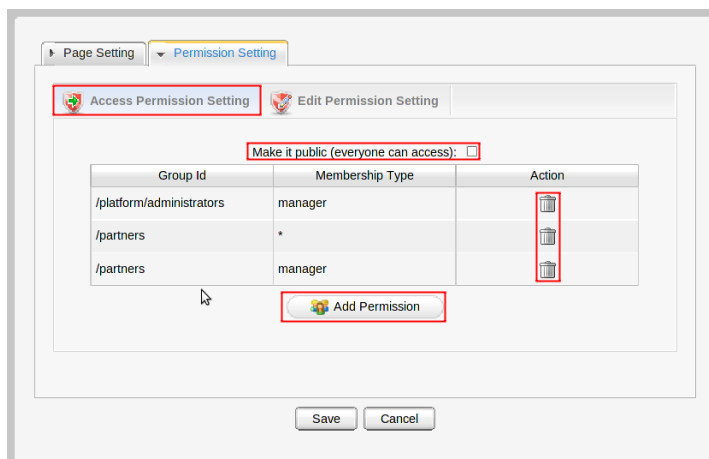 Page Setting Permission Setting
Access Permission Setting Edit Permission Setting
Make it public (everyone can access):
Group Id Membership Type Action
/platform/administrators manager
/partners *
/partners manager
Add Permission
Save Cancel